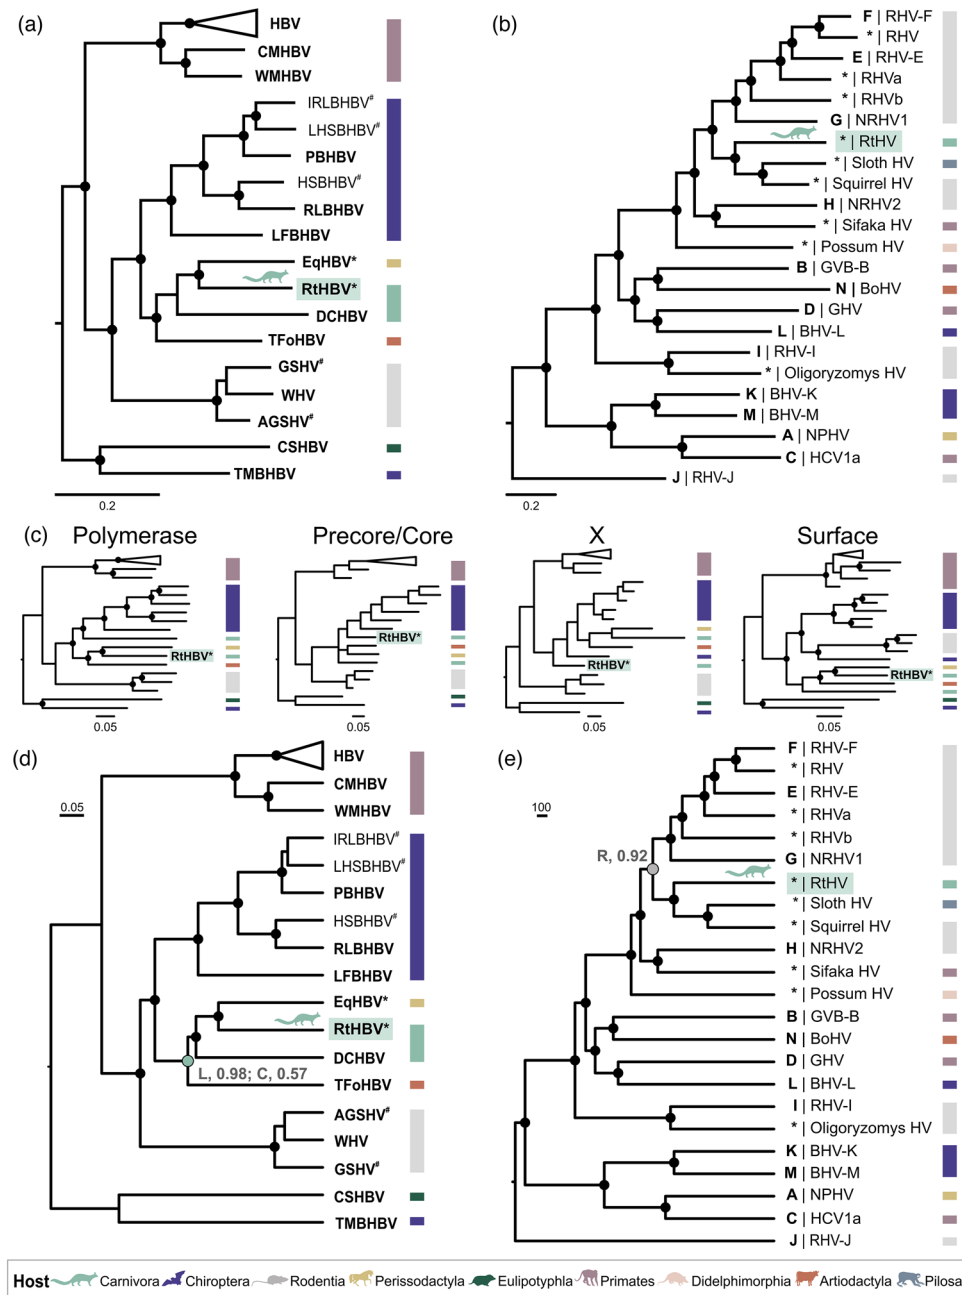 (a)
HBV
CMHBV
WMHBV
IRLBHBV#
LHSBHBV#
PBHBV
HSBHBV#
RLBHBV
LFBHBV
EqHBV*
RtHBV*
DCHBV
TFoHBV
GSHV#
WHV
AGSHV#
CSHBV
TMBHBV
0.2
(b)
F | RHV-F
* | RHV
E | RHV-E
* | RHVa
* | RHVb
G | NRHV1
* | RtHV
* | Sloth HV
* | Squirrel HV
H | NRHV2
* | Sifaka HV
* | Possum HV
B | GVB-B
N | BoHV
D | GHV
L | BHV-L
I | RHV-I
* | Oligoryzomys HV
K | BHV-K
M | BHV-M
A | NPHV
C | HCV1a
J | RHV-J
0.2
(c)
Polymerase
RtHBV*
0.05
Precore/Core
RtHBV*
0.05
X
RtHBV*
0.05
Surface
RtHBV*
0.05
(d)
0.05
HBV
CMHBV
WMHBV
IRLBHBV#
LHSBHBV#
PBHBV
HSBHBV#
RLBHBV
LFBHBV
EqHBV*
RtHBV*
DCHBV
L, 0.98; C, 0.57
TFoHBV
AGSHV#
WHV
GSHV#
CSHBV
TMBHBV
(e)
100
F | RHV-F
* | RHV
E | RHV-E
* | RHVa
* | RHVb
R, 0.92
G | NRHV1
* | RtHV
* | Sloth HV
* | Squirrel HV
H | NRHV2
* | Sifaka HV
* | Possum HV
B | GVB-B
N | BoHV
D | GHV
L | BHV-L
I | RHV-I
* | Oligoryzomys HV
K | BHV-K
M | BHV-M
A | NPHV
C | HCV1a
J | RHV-J
Host Carnivora Chiroptera Rodentia Perissodactyla Eulipotyphla Primates Didelphimorphia Artiodactyla Pilosa